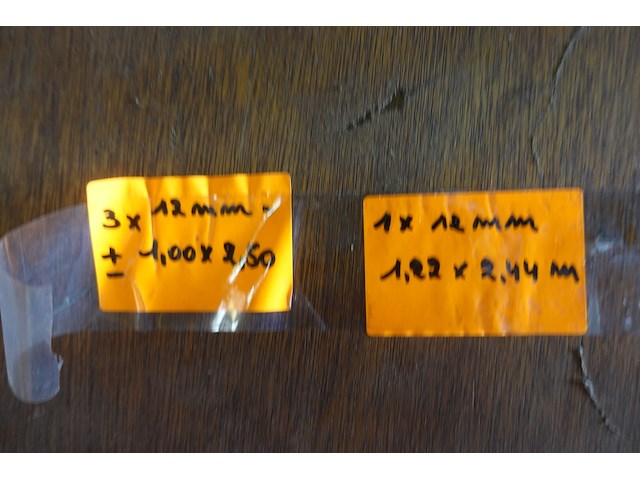 3 x 12 mm -
± 1,00 x 2,50
1 x 12 mm
1,22 x 2,44 m